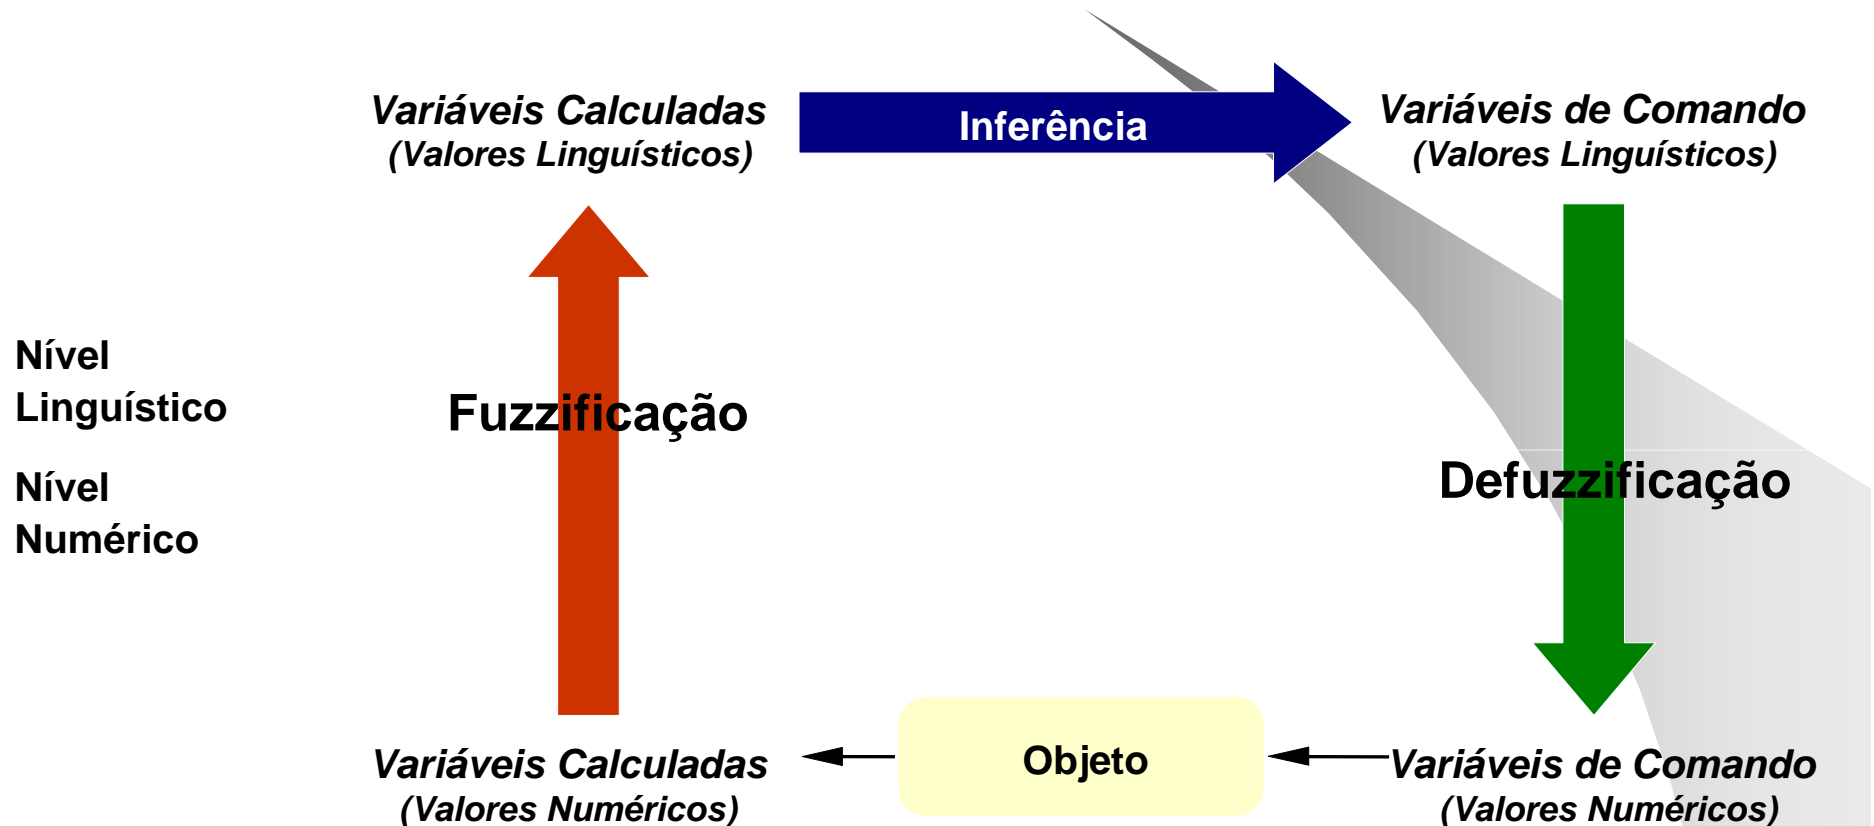 Variáveis Calculadas
(Valores Linguísticos)
Inferência
Variáveis de Comando
(Valores Linguísticos)
Nível
Linguístico
Fuzzificação
Nível
Numérico
Defuzzificação
Variáveis Calculadas
(Valores Numéricos)
Objeto
Variáveis de Comando
(Valores Numéricos)